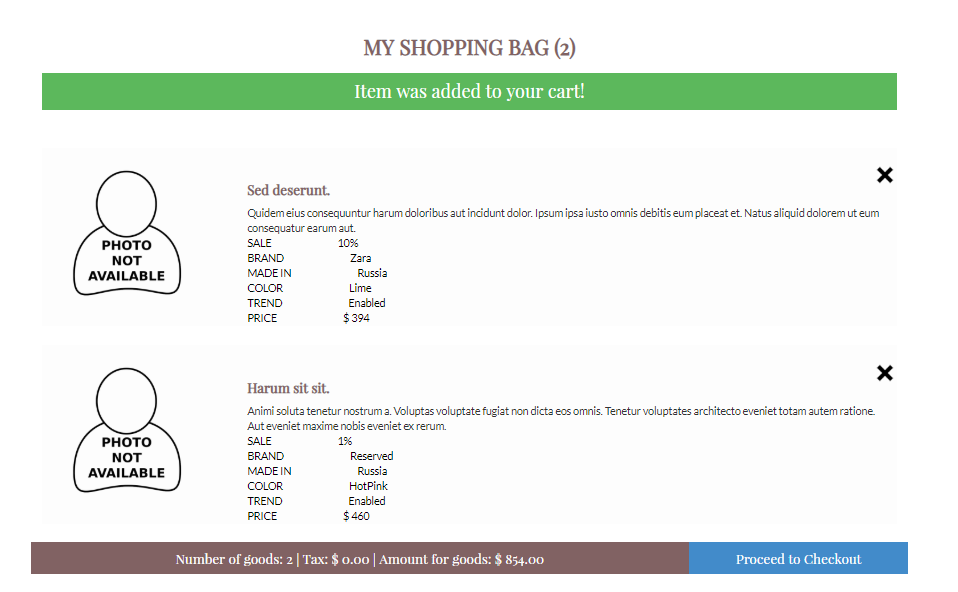 MY SHOPPING BAG (2)
Item was added to your cart!
PHOTO
NOT
AVAILABLE
Sed deserunt.
Quidem eius consequuntur harum doloribus aut incidunt dolor. Ipsum ipsa iusto omnis debitis eum placeat et. Natus aliquid dolorem ut eum
consequatur earum aut.
SALE 10%
BRAND Zara
MADE IN Russia
COLOR Lime
TREND Enabled
PRICE $ 394
PHOTO
NOT
AVAILABLE
Harum sit sit.
Animi soluta tenetur nostrum a. Voluptas voluptate fugiat non dicta eos omnis. Tenetur voluptates architecto eveniet totam autem ratione.
Aut eveniet maxime nobis eveniet ex rerum.
SALE 1%
BRAND Reserved
MADE IN Russia
COLOR HotPink
TREND Enabled
PRICE $ 460
Number of goods: 2 | Tax: $ 0.00 | Amount for goods: $ 854.00 Proceed to Checkout